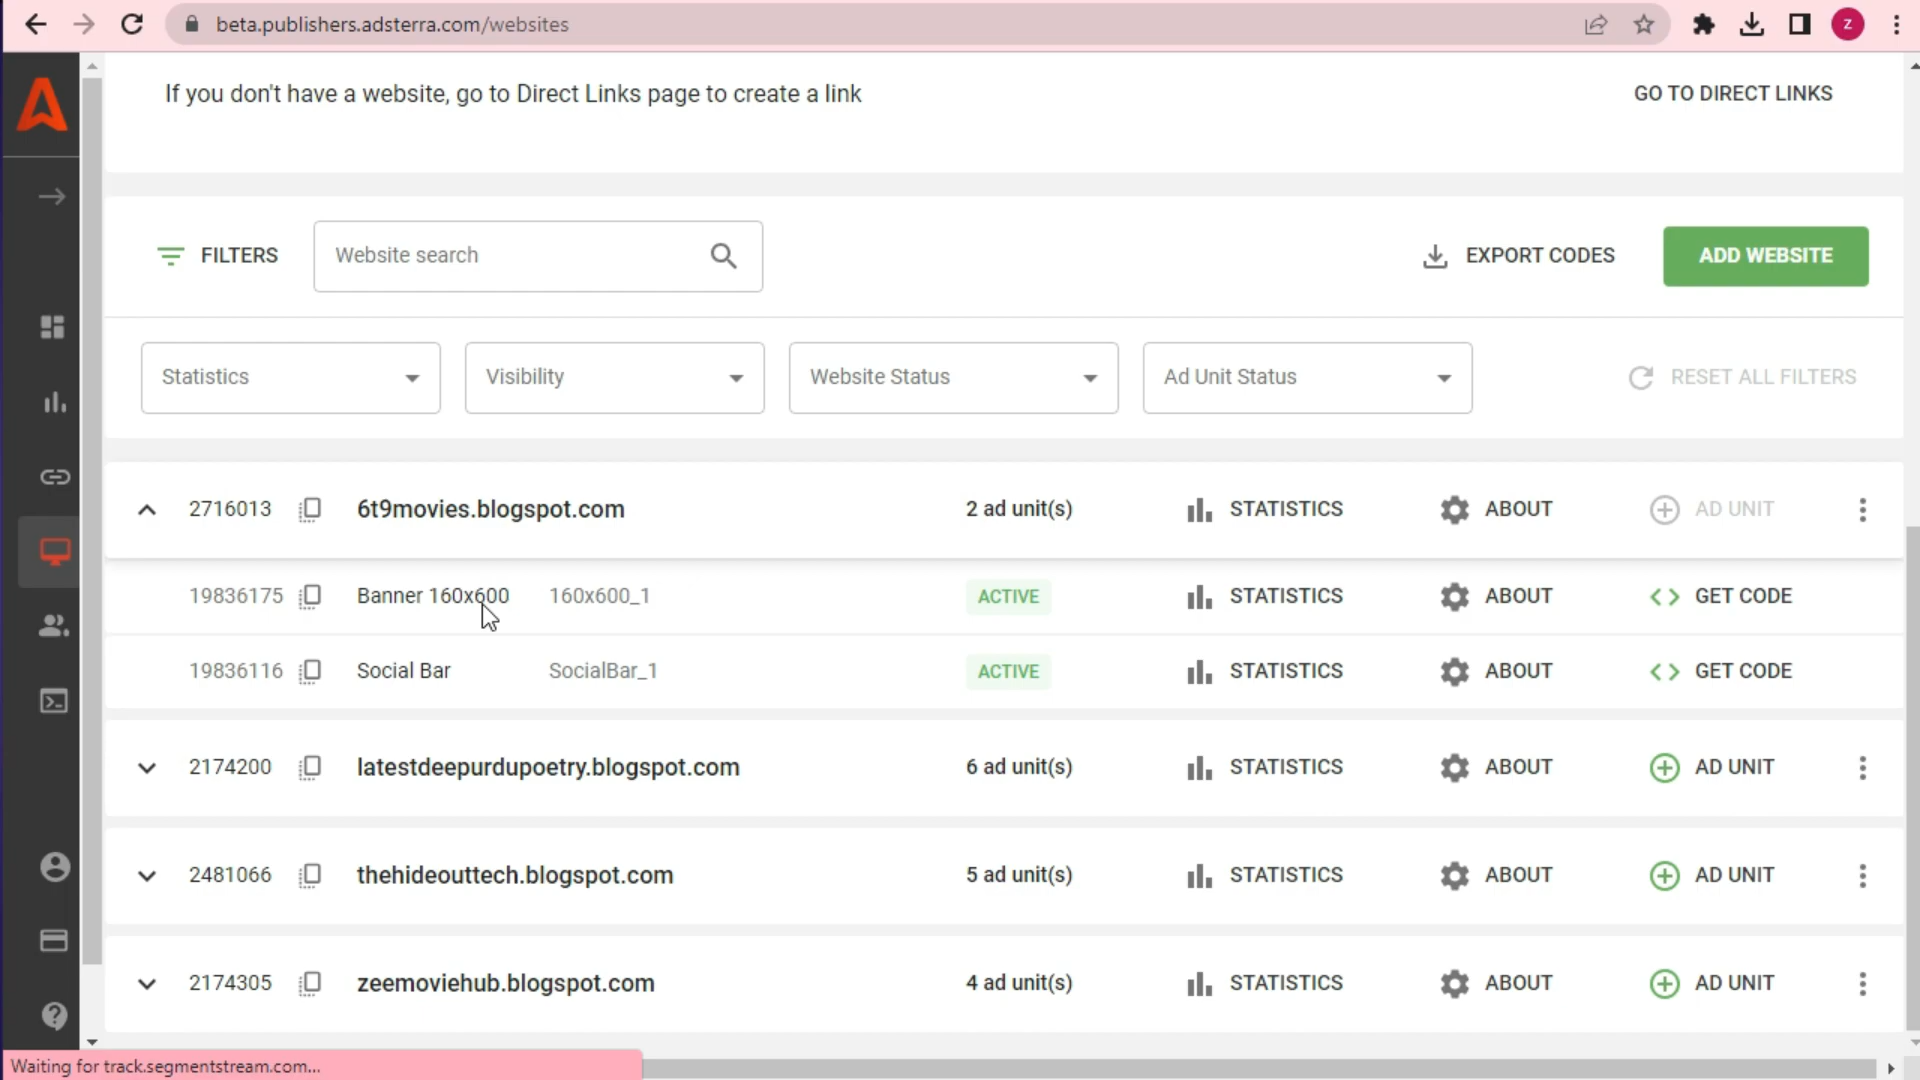 beta.publishers.adsterra.com/websites
z
If you don't have a website, go to Direct Links page to create a link
GO TO DIRECT LINKS
FILTERS
Website search
EXPORT CODES
ADD WEBSITE
Statistics
Visibility
Website Status
Ad Unit Status
RESET ALL FILTERS
2716013 6t9movies.blogspot.com 2 ad unit(s) STATISTICS ABOUT AD UNIT
19836175 Banner 160x600 160x600_1 ACTIVE STATISTICS ABOUT GET CODE
19836116 Social Bar SocialBar_1 ACTIVE STATISTICS ABOUT GET CODE
2174200 latestdeepurdupoetry.blogspot.com 6 ad unit(s) STATISTICS ABOUT AD UNIT
2481066 thehideouttech.blogspot.com 5 ad unit(s) STATISTICS ABOUT AD UNIT
2174305 zeemoviehub.blogspot.com 4 ad unit(s) STATISTICS ABOUT AD UNIT
Waiting for track.segmentstream.com...